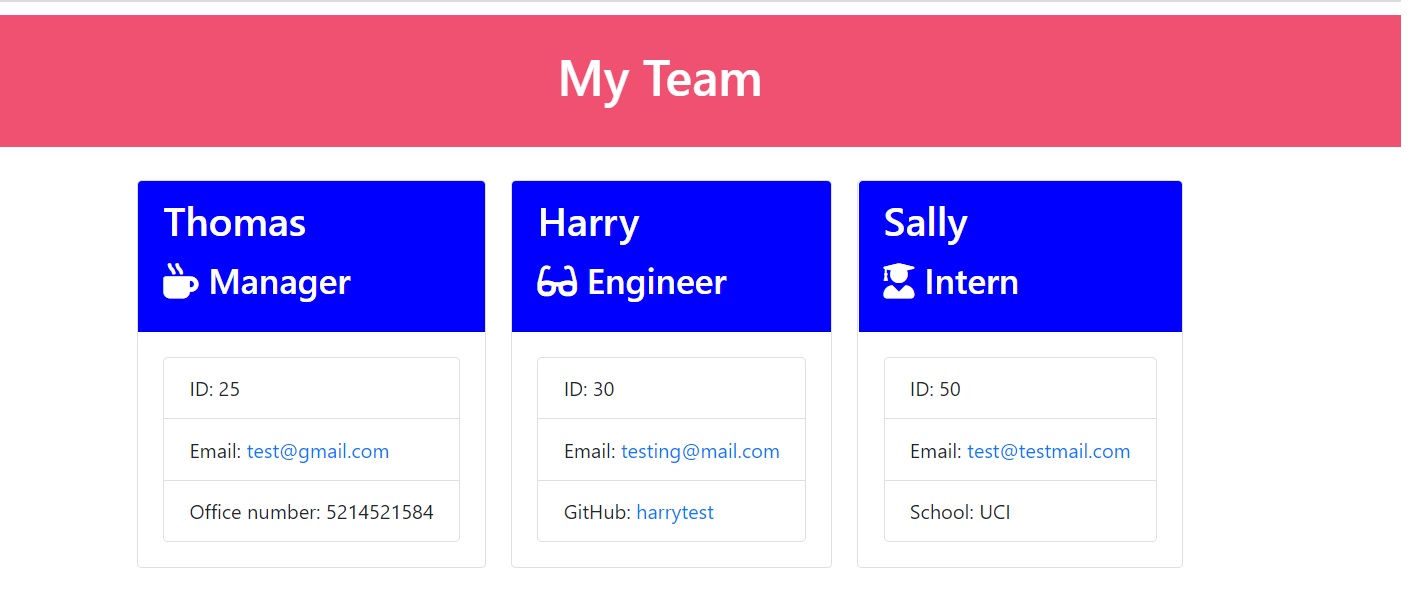 My Team
Thomas
Manager
ID: 25
Email: test@gmail.com
Office number: 5214521584
Harry
Engineer
ID: 30
Email: testing@mail.com
GitHub: harrytest
Sally
Intern
ID: 50
Email: test@testmail.com
School: UCI